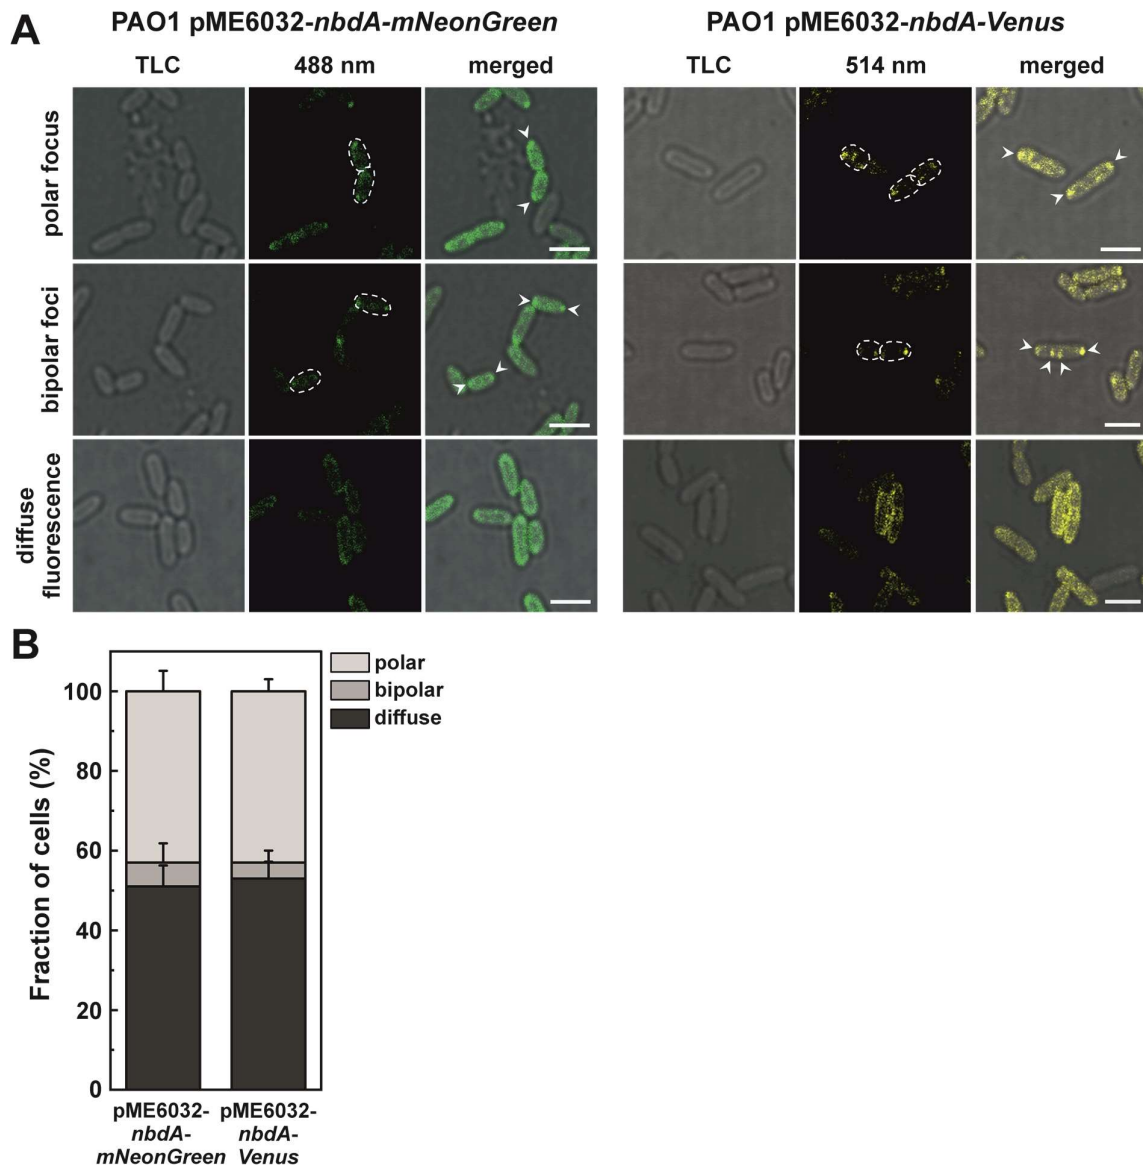 A
PAO1 pME6032-nbdA-mNeonGreen
PAO1 pME6032-nbdA-Venus
TLC
488 nm
merged
TLC
514 nm
merged
polar focus
bipolar foci
diffuse
fluorescence
B
polar
bipolar
diffuse
Fraction of cells (%)
100
80
60
40
20
0
pME6032-
nbdA-
mNeonGreen
pME6032-
nbdA-
Venus